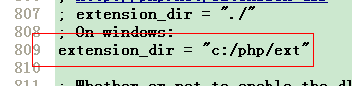 807
808 ; extension_dir = "./"
; On windows:
809 extension_dir = "c:/php/ext"
810